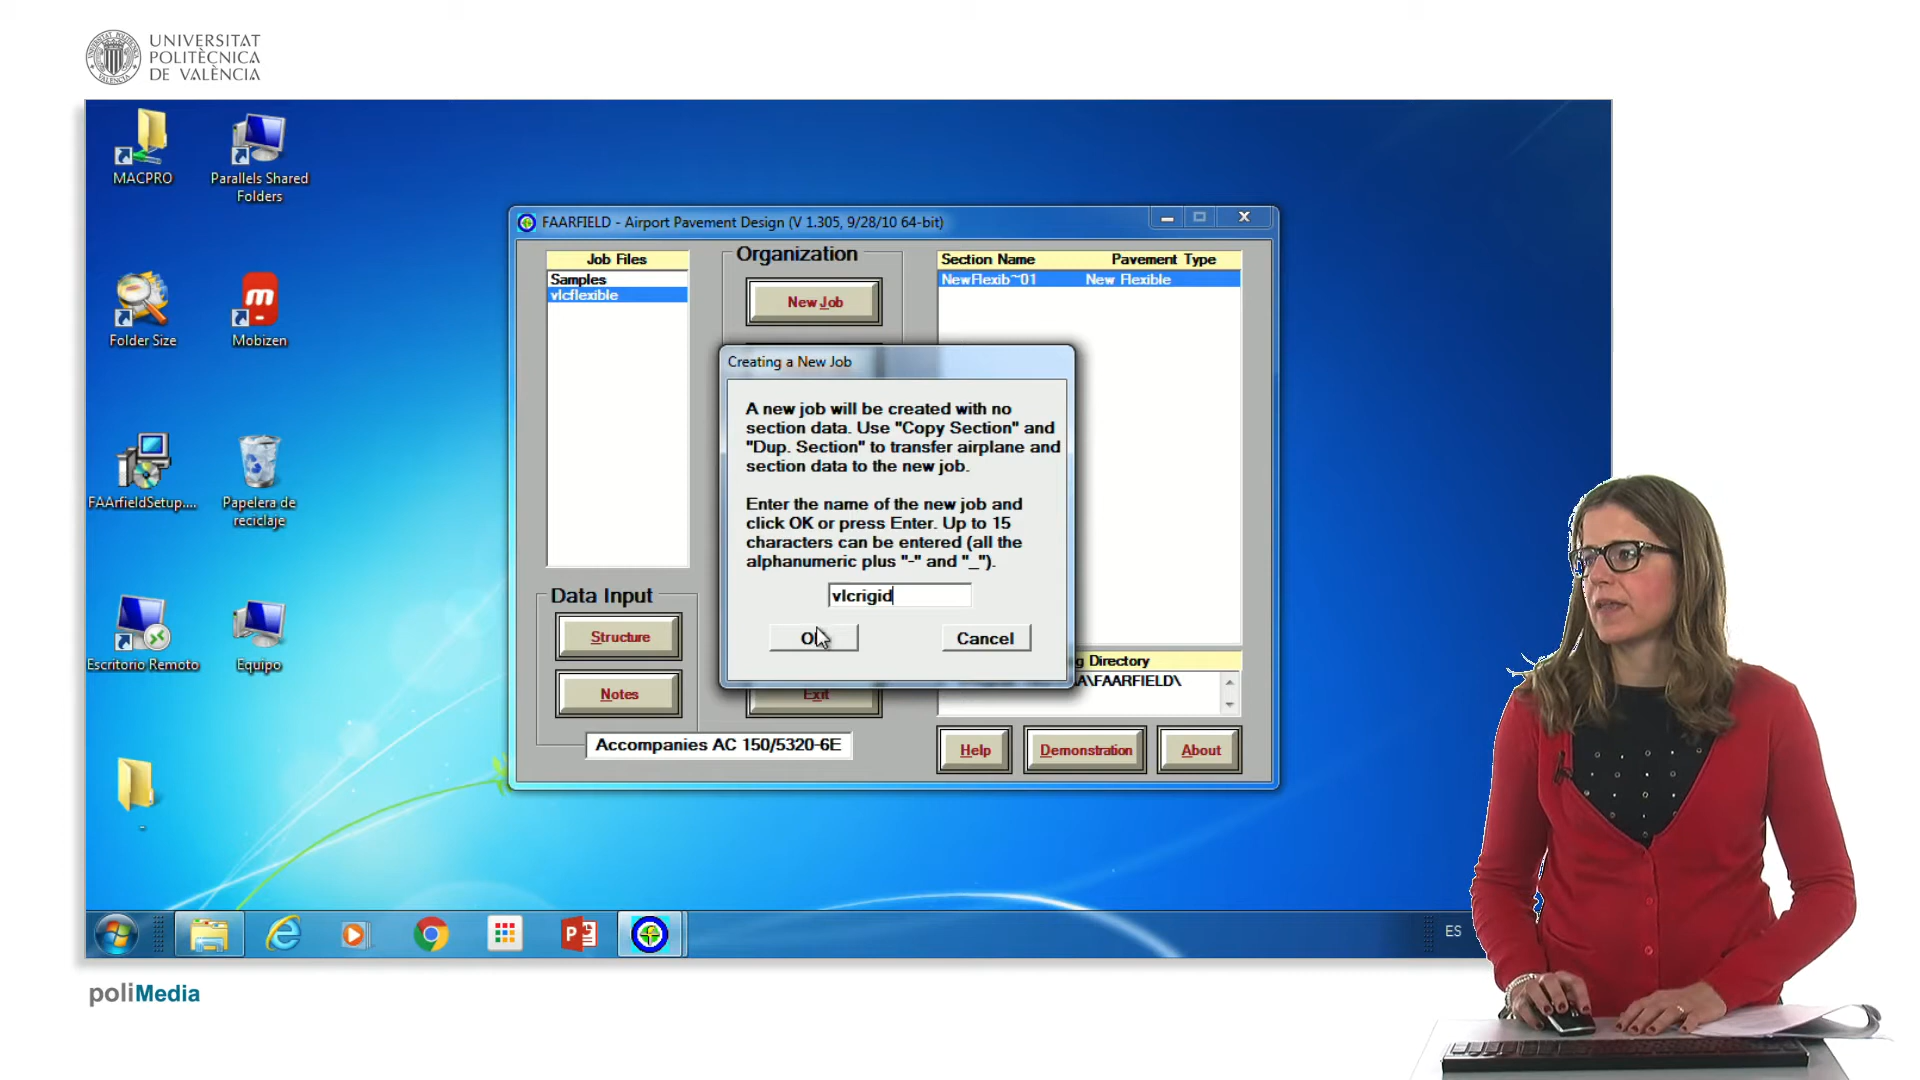 UNIVERSITAT
POLITÈCNICA
DE VALÈNCIA
MACPRO
Parallels Shared
Folders
Folder Size
Mobizen
FAArfieldSetup....
Papelera de
reciclaje
Escritorio Remoto
Equipo
-
FAARFIELD - Airport Pavement Design (V 1.305, 9/28/10 64-bit)
Job Files
Samples
vlcflexible
Organization
New Job
Section Name Pavement Type
NewFlexib~01 New Flexible
Creating a New Job
A new job will be created with no
section data. Use "Copy Section" and
"Dup. Section" to transfer airplane and
section data to the new job.
Enter the name of the new job and
click OK or press Enter. Up to 15
characters can be entered (all the
alphanumeric plus "-" and "_").
vlcrigid
Cancel
Data Input
Structure
Notes
Exit
g Directory
A\FAARFIELD\
Accompanies AC 150/5320-6E
Help
Demonstration
About
ES
poliMedia